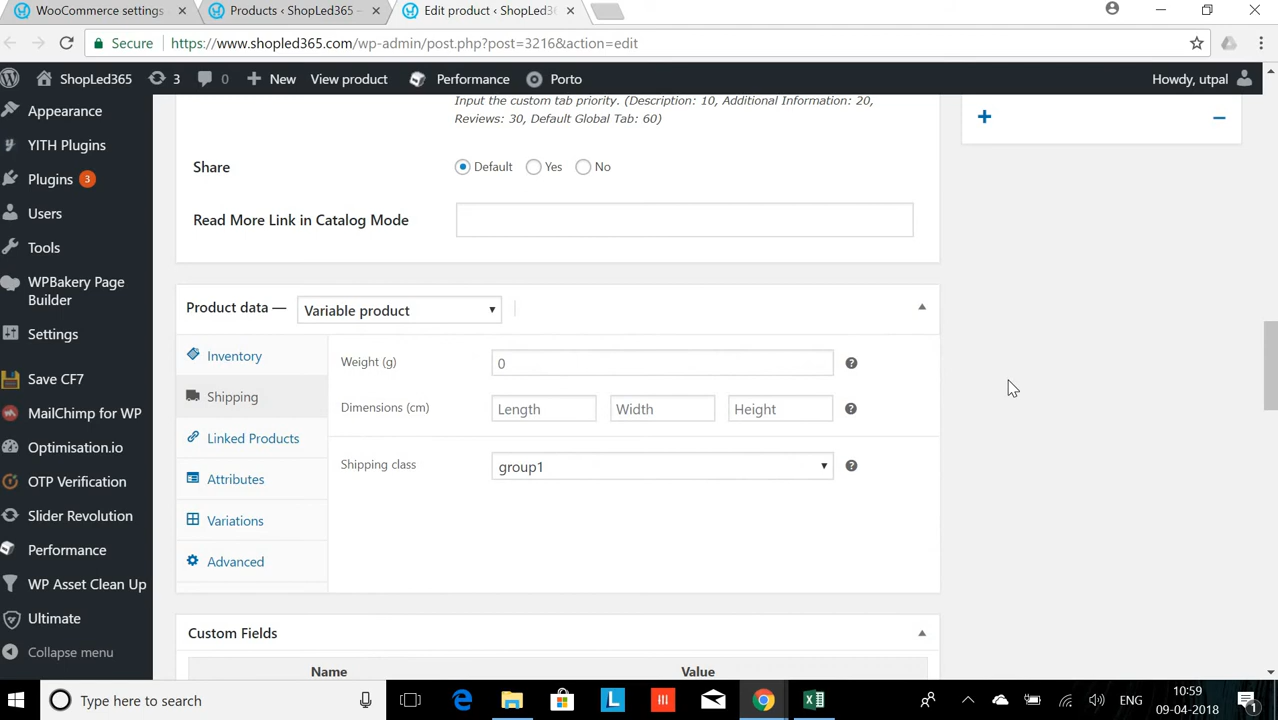 WooCommerce settings
Products ‹ ShopLed365 –
Edit product ‹ ShopLed3
Secure
https://www.shopled365.com/wp-admin/post.php?post=3216&action=edit
ShopLed365
3
0
New
View product
Performance
Porto
Howdy, utpal
Appearance
YITH Plugins
Plugins 3
Users
Tools
WPBakery Page
Builder
Settings
Save CF7
MailChimp for WP
Optimisation.io
OTP Verification
Slider Revolution
Performance
WP Asset Clean Up
Ultimate
Collapse menu
Input the custom tab priority. (Description: 10, Additional Information: 20,
Reviews: 30, Default Global Tab: 60)
Share
Default
Yes
No
Read More Link in Catalog Mode
Product data —
Variable product
Inventory
Shipping
Linked Products
Attributes
Variations
Advanced
Weight (g)
0
Dimensions (cm)
Length
Width
Height
Shipping class
group1
Custom Fields
Name
Value
Type here to search
ENG
10:59
09-04-2018
1